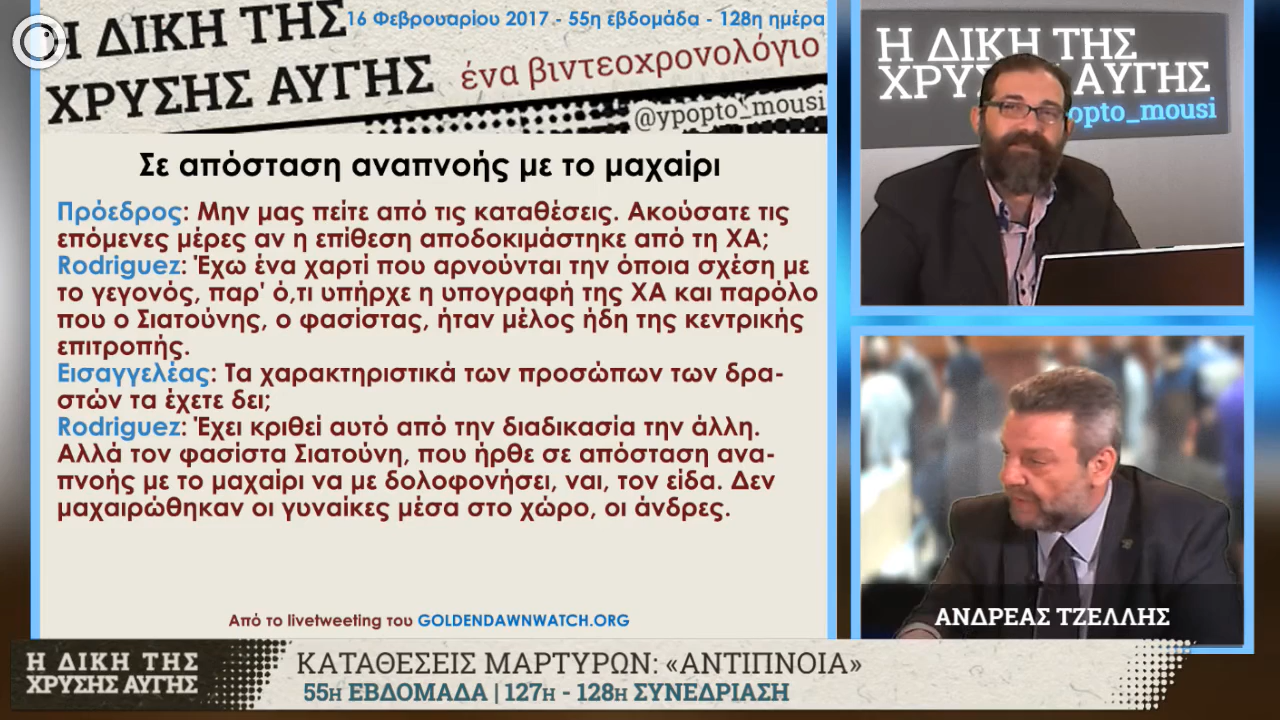 Η ΔΙΚΗ ΤΗΣ
16 Φεβρουαρίου 2017 - 55η εβδομάδα - 128η ημέρα
ΧΡΥΣΗΣ ΑΥΓΗΣ
ένα βιντεοχρονολόγιο
@ypopto_mousi
Σε απόσταση αναπνοής με το μαχαίρι
Πρόεδρος: Μην μας πείτε από τις καταθέσεις. Ακούσατε τις
επόμενες μέρες αν η επίθεση αποδοκιμάστηκε από τη ΧΑ;
Rodriguez: Έχω ένα χαρτί που αρνούνται την όποια σχέση με
το γεγονός, παρ' ό,τι υπήρχε η υπογραφή της ΧΑ και παρόλο
που ο Σιατούνης, ο φασίστας, ήταν μέλος ήδη της κεντρικής
επιτροπής.
Εισαγγελέας: Τα χαρακτηριστικά των προσώπων των δρα-
στών τα έχετε δει;
Rodriguez: Έχει κριθεί αυτό από την διαδικασία την άλλη.
Αλλά τον φασίστα Σιατούνη, που ήρθε σε απόσταση ανα-
πνοής με το μαχαίρι να με δολοφονήσει, ναι, τον είδα. Δεν
μαχαιρώθηκαν οι γυναίκες μέσα στο χώρο, οι άνδρες.
Από το livetweeting του GOLDENDAWNWATCH.ORG
Η ΔΙΚΗ ΤΗΣ
ΧΡΥΣΗΣ ΑΥΓΗΣ
opto_mousi
ΑΝΔΡΕΑΣ ΤΖΕΛΛΗΣ
Η ΔΙΚΗ ΤΗΣ
ΧΡΥΣΗΣ ΑΥΓΗΣ
ΚΑΤΑΘΕΣΕΙΣ ΜΑΡΤΥΡΩΝ: «ΑΝΤΙΠΝΟΙΑ»
55η ΕΒΔΟΜΑΔΑ | 127η - 128η ΣΥΝΕΔΡΙΑΣΗ